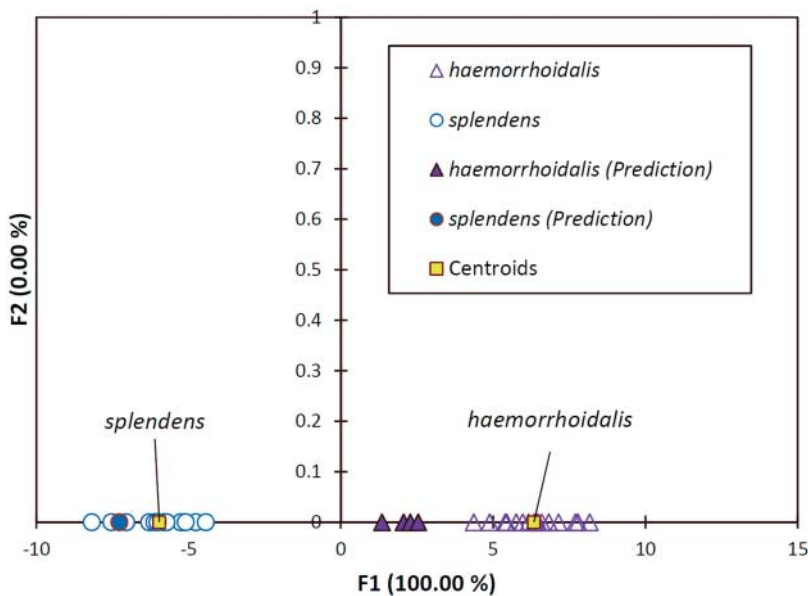 1
0.9
0.8
0.7
0.6
0.5
0.4
0.3
0.2
0.1
0
haemorrhoidalis
splendens
haemorrhoidalis (Prediction)
splendens (Prediction)
Centroids
F2 (0.00 %)
splendens
haemorrhoidalis
-10 -5 0 5 10 15
F1 (100.00 %)